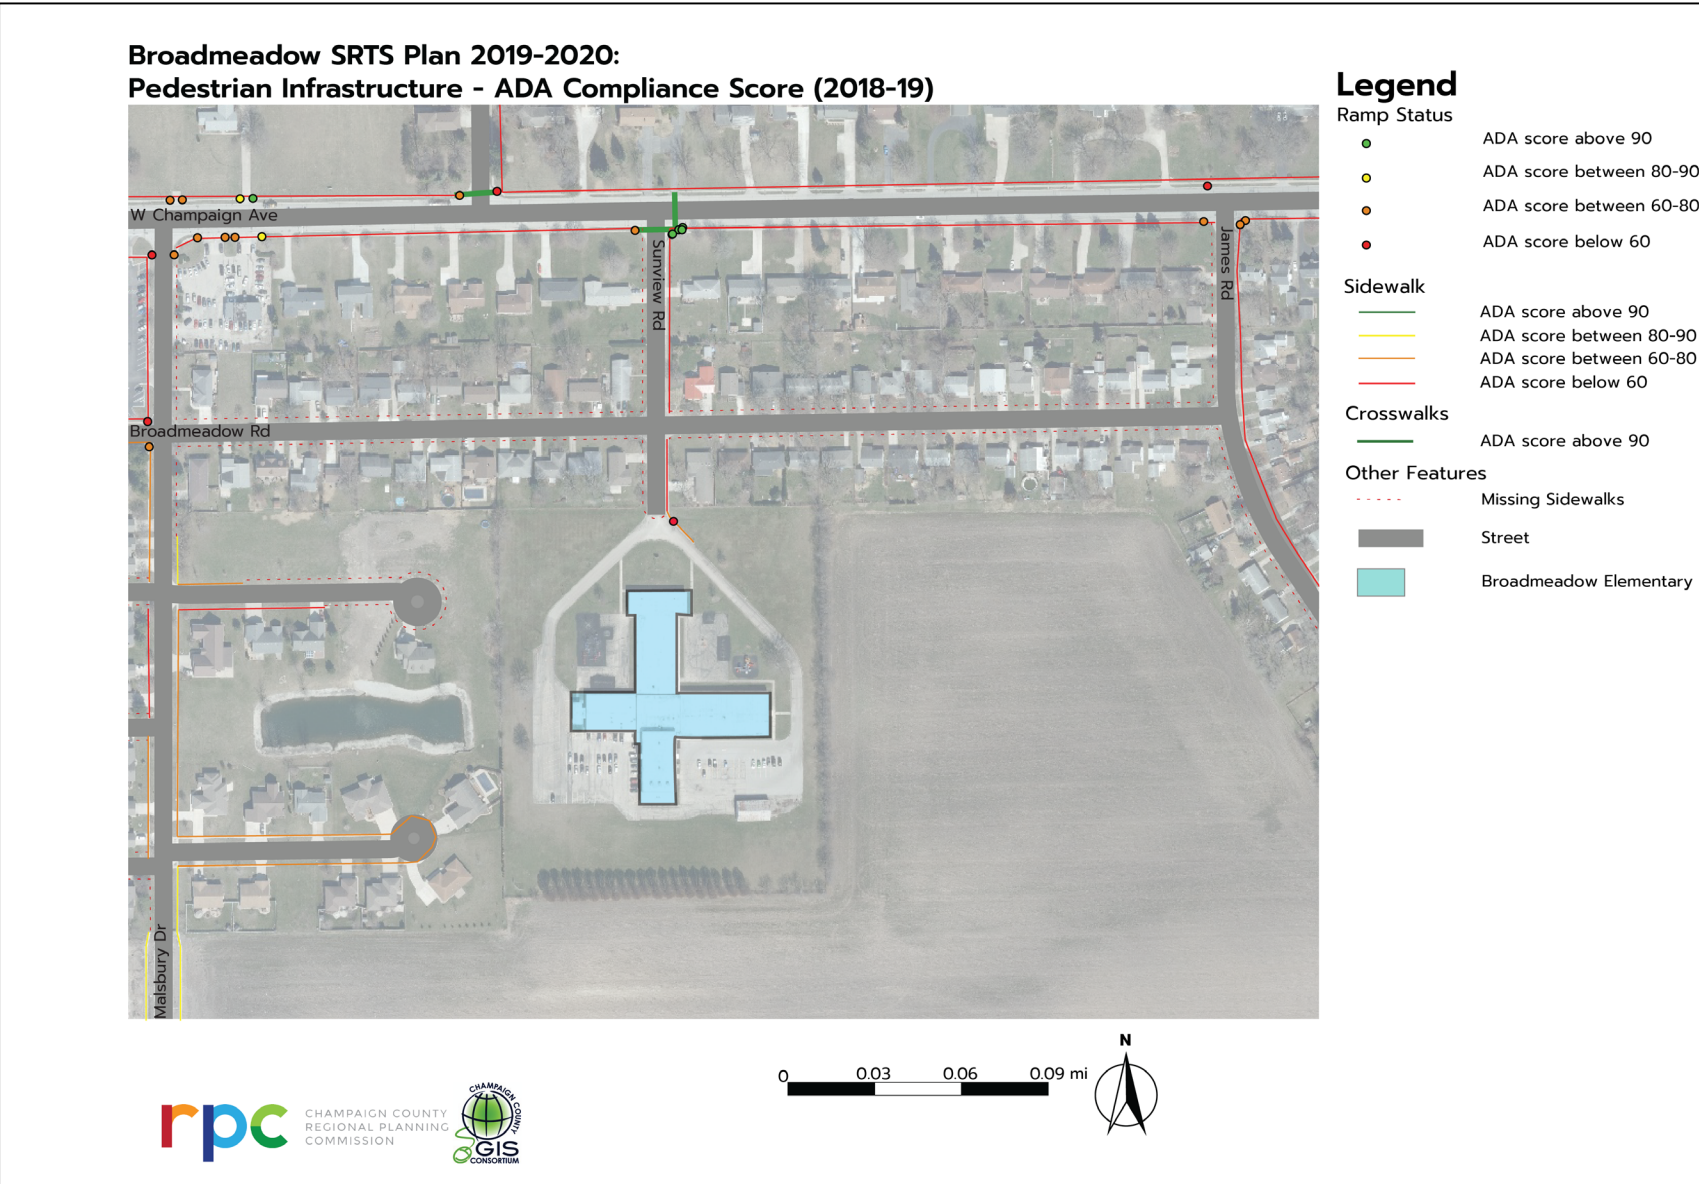 Broadmeadow SRTS Plan 2019-2020:
Pedestrian Infrastructure - ADA Compliance Score (2018-19)
Legend
Ramp Status
ADA score above 90
ADA score between 80-90
ADA score between 60-80
ADA score below 60
Sidewalk
ADA score above 90
ADA score between 80-90
ADA score between 60-80
ADA score below 60
Crosswalks
ADA score above 90
Other Features
Missing Sidewalks
Street
Broadmeadow Elementary
W Champaign Ave
Sunview Rd
James Rd
Broadmeadow Rd
Malsbury Dr
0 0.03 0.06 0.09 mi
N
rpc
CHAMPAIGN COUNTY
REGIONAL PLANNING
COMMISSION
CHAMPAIGN COUNTY
GIS
CONSORTIUM